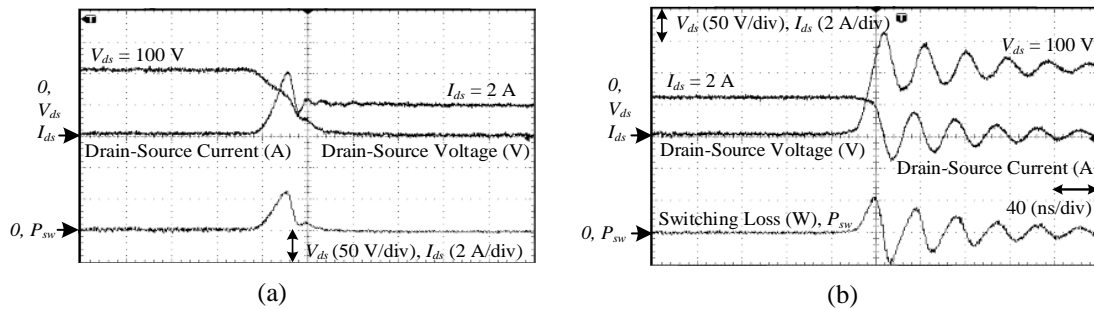 V_ds = 100 V
I_ds = 2 A
0,
V_ds
I_ds
Drain-Source Current (A)
Drain-Source Voltage (V)
0, P_sw
V_ds (50 V/div), I_ds (2 A/div)
(a)
V_ds (50 V/div), I_ds (2 A/div)
V_ds = 100 V
I_ds = 2 A
0,
V_ds
I_ds
Drain-Source Voltage (V)
Drain-Source Current (A
Switching Loss (W), P_sw
40 (ns/div)
0, P_sw
(b)